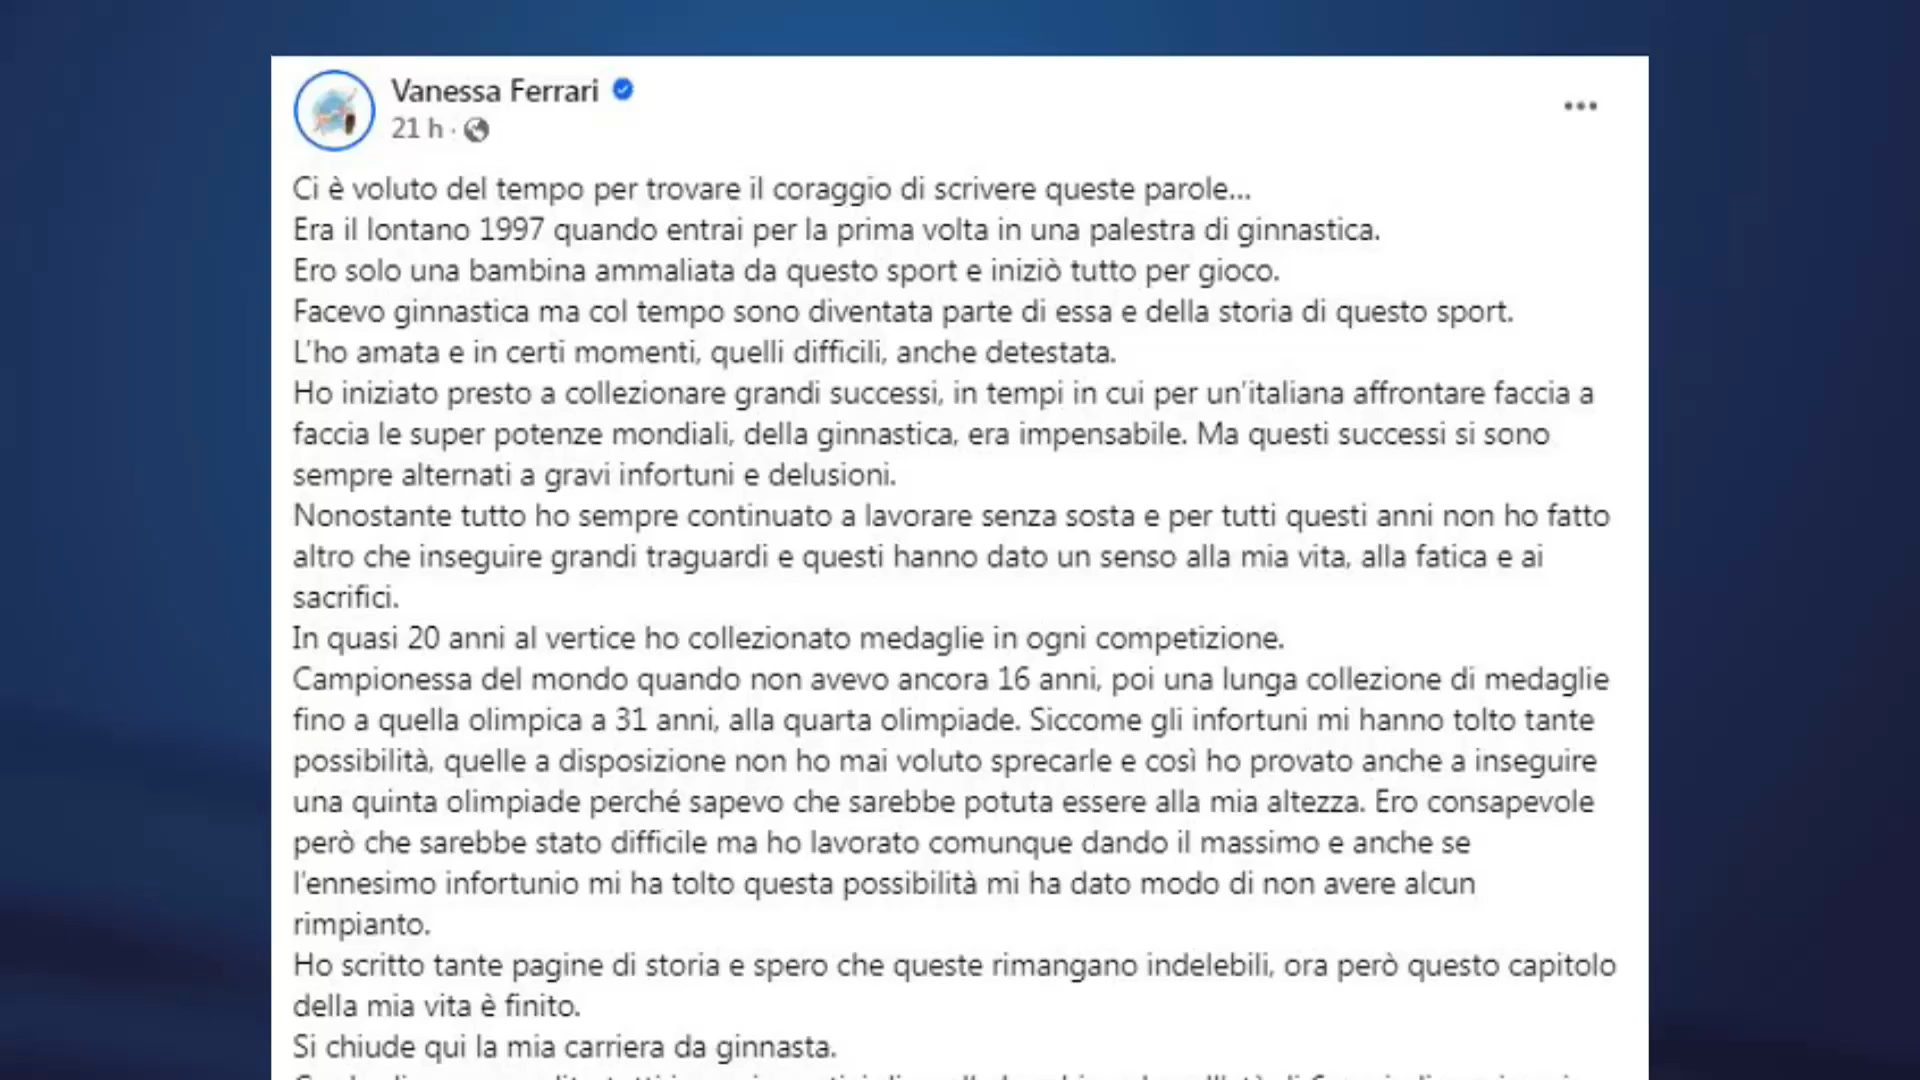 Vanessa Ferrari
21 h ·
Ci è voluto del tempo per trovare il coraggio di scrivere queste parole...
Era il lontano 1997 quando entrai per la prima volta in una palestra di ginnastica.
Ero solo una bambina ammaliata da questo sport e iniziò tutto per gioco.
Facevo ginnastica ma col tempo sono diventata parte di essa e della storia di questo sport.
L'ho amata e in certi momenti, quelli difficili, anche detestata.
Ho iniziato presto a collezionare grandi successi, in tempi in cui per un'italiana affrontare faccia a
faccia le super potenze mondiali, della ginnastica, era impensabile. Ma questi successi si sono
sempre alternati a gravi infortuni e delusioni.
Nonostante tutto ho sempre continuato a lavorare senza sosta e per tutti questi anni non ho fatto
altro che inseguire grandi traguardi e questi hanno dato un senso alla mia vita, alla fatica e ai
sacrifici.
In quasi 20 anni al vertice ho collezionato medaglie in ogni competizione.
Campionessa del mondo quando non avevo ancora 16 anni, poi una lunga collezione di medaglie
fino a quella olimpica a 31 anni, alla quarta olimpiade. Siccome gli infortuni mi hanno tolto tante
possibilità, quelle a disposizione non ho mai voluto sprecarle e così ho provato anche a inseguire
una quinta olimpiade perché sapevo che sarebbe potuta essere alla mia altezza. Ero consapevole
però che sarebbe stato difficile ma ho lavorato comunque dando il massimo e anche se
l'ennesimo infortunio mi ha tolto questa possibilità mi ha dato modo di non avere alcun
rimpianto.
Ho scritto tante pagine di storia e spero che queste rimangano indelebili, ora però questo capitolo
della mia vita è finito.
Si chiude qui la mia carriera da ginnasta.